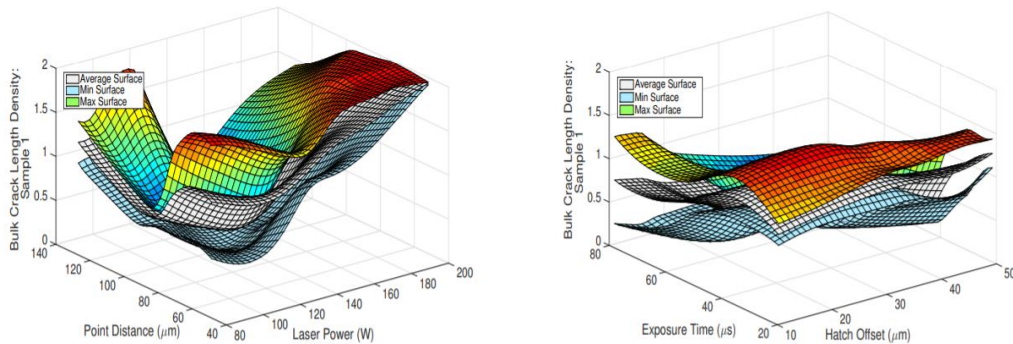 Bulk Crack Length Density:
Sample 1
2
1.5
1
0.5
0
Average Surface
Min Surface
Max Surface
140
120
100
80
60
40
Point Distance (μm)
80
100
120
140
160
180
200
Laser Power (W)
Bulk Crack Length Density:
Sample 1
2
1.5
1
0.5
0
Average Surface
Min Surface
Max Surface
80
60
40
20
Exposure Time (μs)
10
20
30
40
50
Hatch Offset (μm)